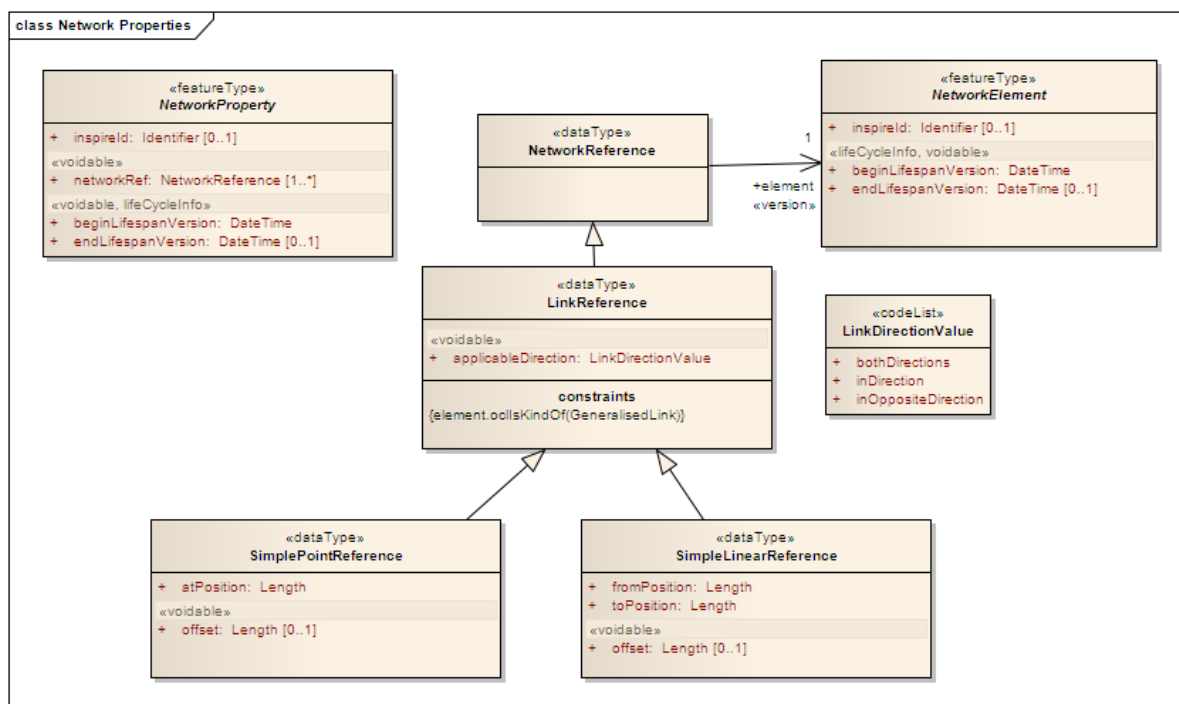 class Network Properties
«featureType»
NetworkProperty
+ inspireId: Identifier [0..1]
«voidable»
+ networkRef: NetworkReference [1..*]
«voidable, lifeCycleInfo»
+ beginLifespanVersion: DateTime
+ endLifespanVersion: DateTime [0..1]
«dataType»
NetworkReference
1
+element
«version»
«featureType»
NetworkElement
+ inspireId: Identifier [0..1]
«lifeCycleInfo, voidable»
+ beginLifespanVersion: DateTime
+ endLifespanVersion: DateTime [0..1]
«dataType»
LinkReference
«voidable»
+ applicableDirection: LinkDirectionValue
constraints
{element.oclIsKindOf(GeneralisedLink)}
«codeList»
LinkDirectionValue
+ bothDirections
+ inDirection
+ inOppositeDirection
«dataType»
SimplePointReference
+ atPosition: Length
«voidable»
+ offset: Length [0..1]
«dataType»
SimpleLinearReference
+ fromPosition: Length
+ toPosition: Length
«voidable»
+ offset: Length [0..1]